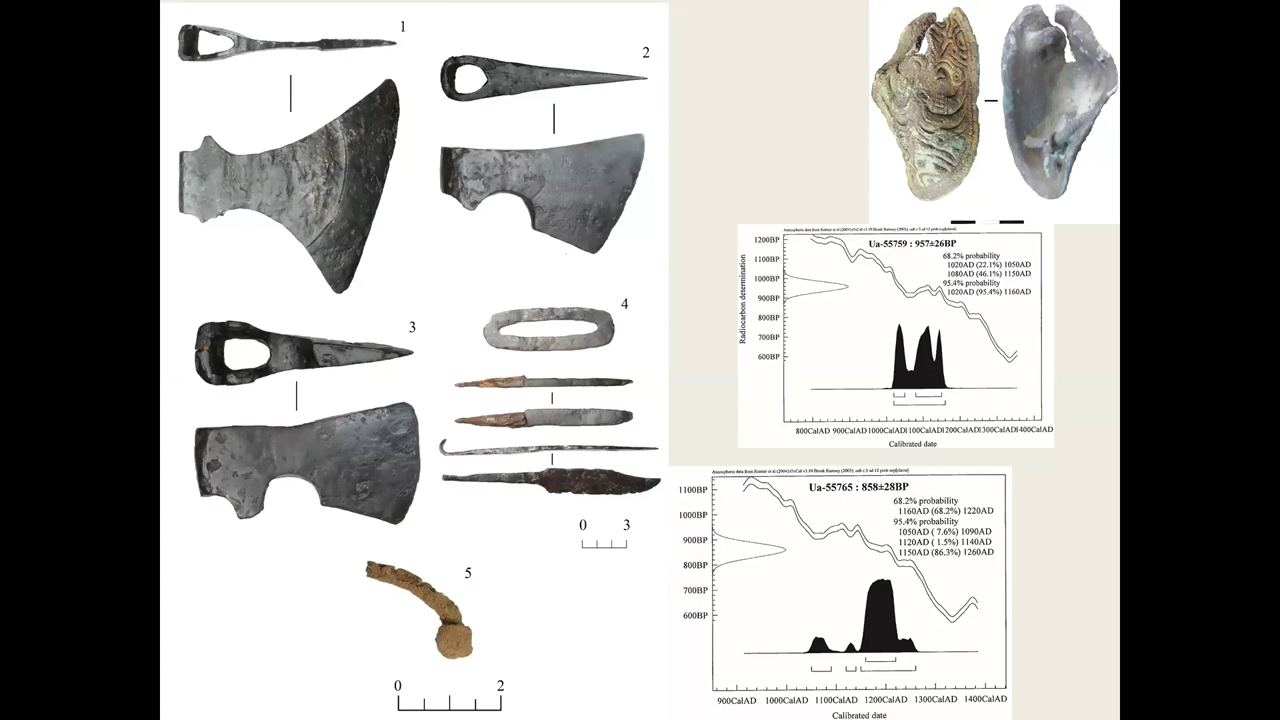 1
2
3
4
0 3
5
0 2
Ua-55759 : 957±26BP
68.2% probability
1020AD (22.1%) 1050AD
1080AD (46.1%) 1150AD
95.4% probability
1020AD (95.4%) 1160AD
Radiocarbon determination
1200BP
1100BP
1000BP
900BP
800BP
700BP
600BP
800CalAD 900CalAD 1000CalAD 1100CalAD 1200CalAD 1300CalAD 1400CalAD
Calibrated date
Ua-55765 : 858±28BP
68.2% probability
1160AD (68.2%) 1220AD
95.4% probability
1050AD ( 7.6%) 1090AD
1120AD ( 1.5%) 1140AD
1150AD (86.3%) 1260AD
1100BP
1000BP
900BP
800BP
700BP
600BP
900CalAD 1000CalAD 1100CalAD 1200CalAD 1300CalAD 1400CalAD
Calibrated date